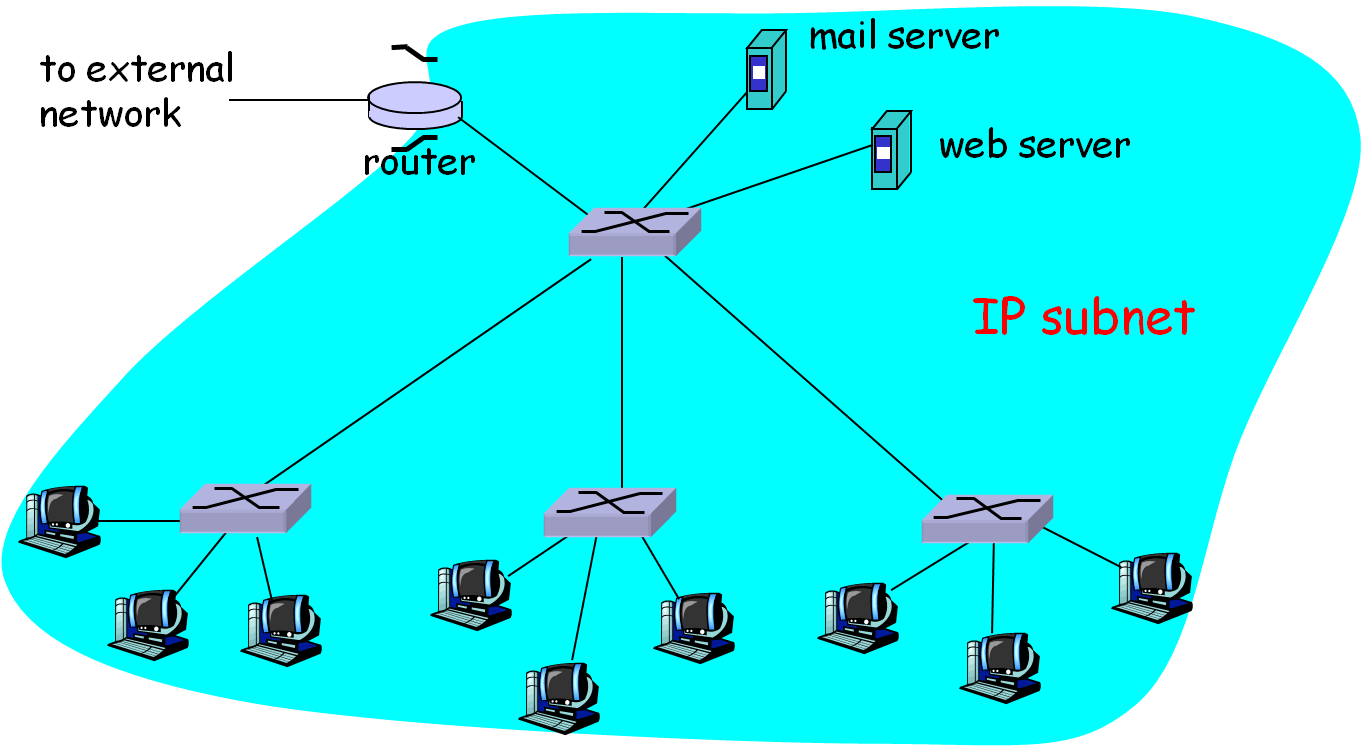 to external
network
router
mail server
web server
IP subnet